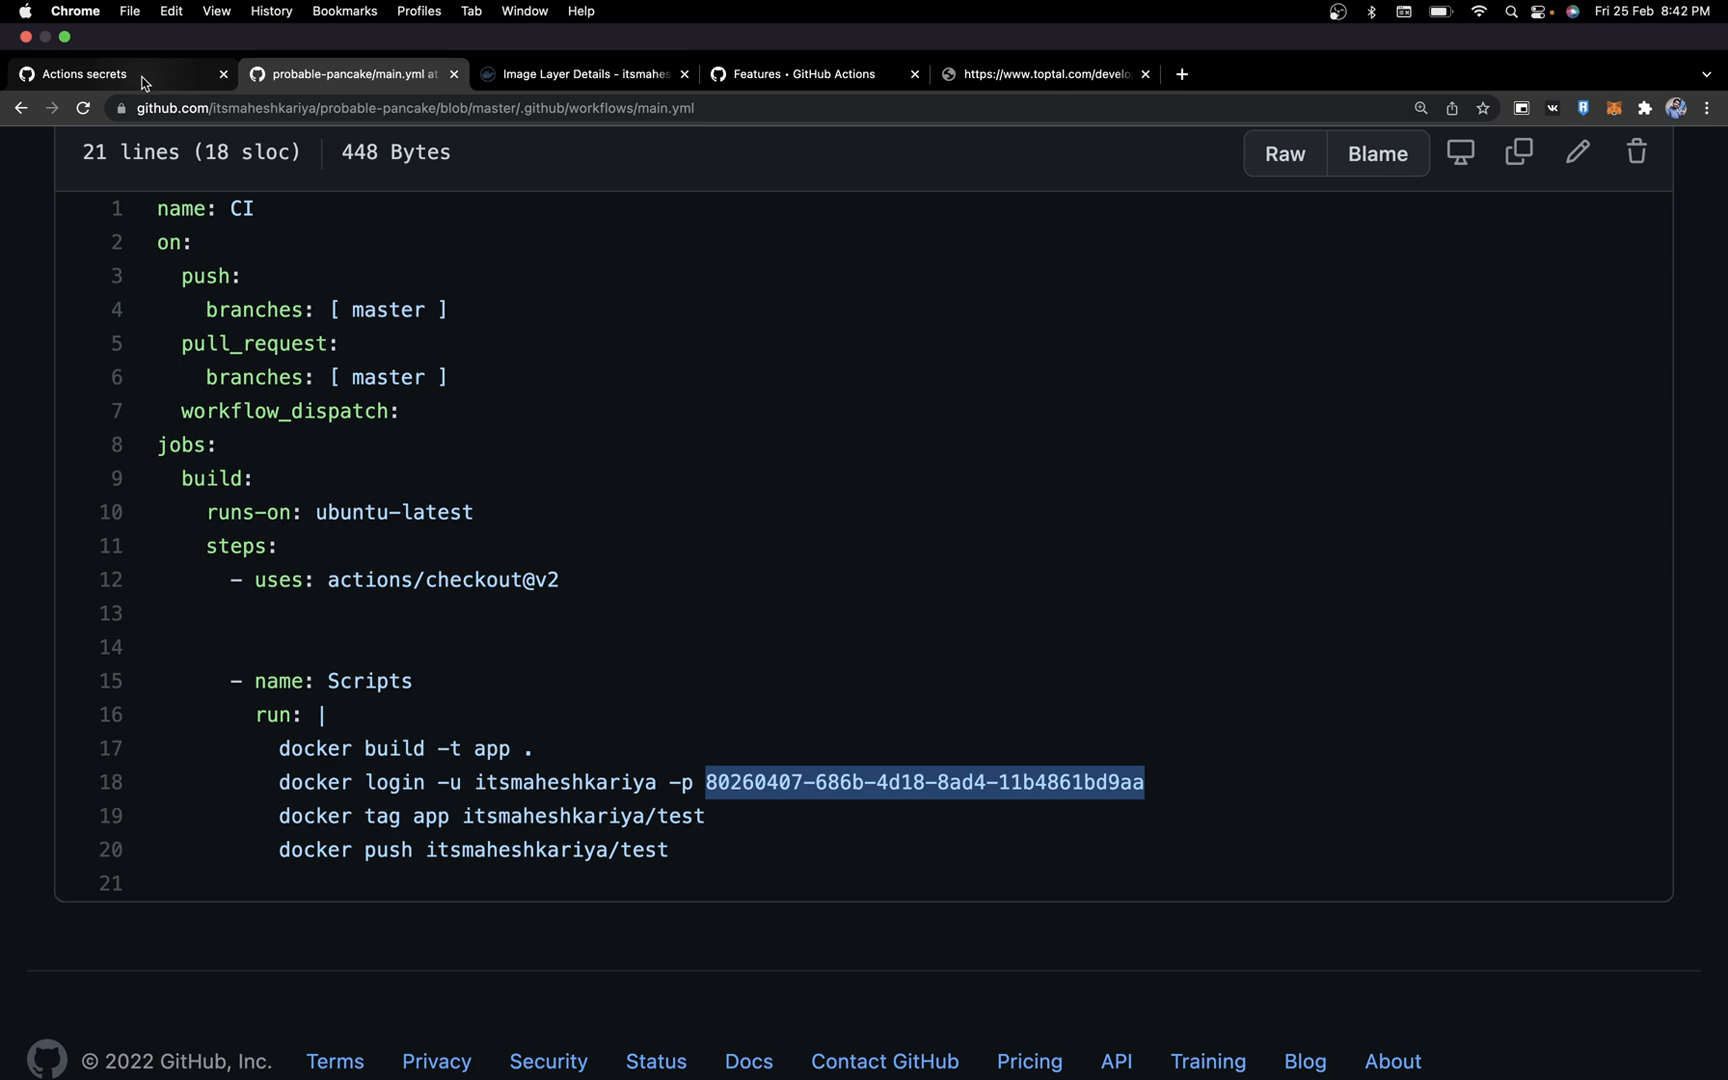 Chrome File Edit View History Bookmarks Profiles Tab Window Help Fri 25 Feb 8:42 PM
Actions secrets probable-pancake/main.yml at Image Layer Details - itsmahes Features • GitHub Actions https://www.toptal.com/develo
github.com/itsmaheshkariya/probable-pancake/blob/master/.github/workflows/main.yml
21 lines (18 sloc) 448 Bytes Raw Blame
1 name: CI
2 on:
3 push:
4 branches: [ master ]
5 pull_request:
6 branches: [ master ]
7 workflow_dispatch:
8 jobs:
9 build:
10 runs-on: ubuntu-latest
11 steps:
12 - uses: actions/checkout@v2
13
14
15 - name: Scripts
16 run: |
17 docker build -t app .
18 docker login -u itsmaheshkariya -p 80260407-686b-4d18-8ad4-11b4861bd9aa
19 docker tag app itsmaheshkariya/test
20 docker push itsmaheshkariya/test
21
© 2022 GitHub, Inc. Terms Privacy Security Status Docs Contact GitHub Pricing API Training Blog About